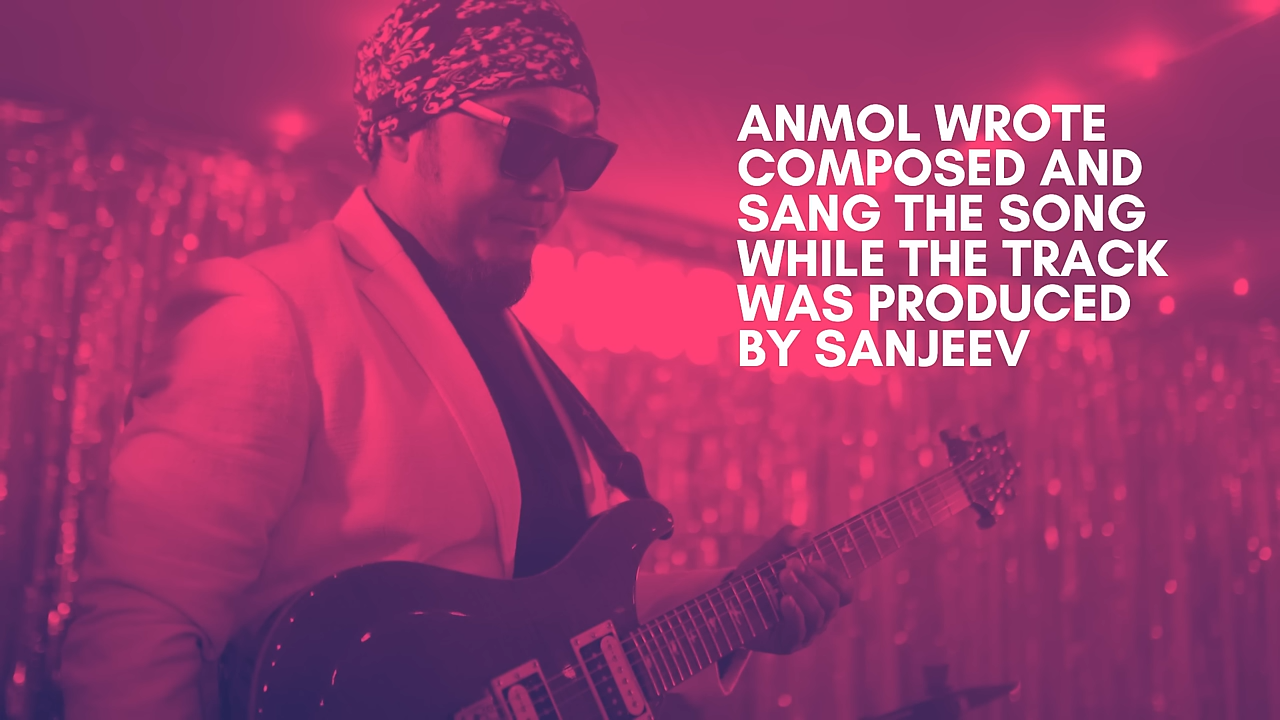 ANMOL WROTE
COMPOSED AND
SANG THE SONG
WHILE THE TRACK
WAS PRODUCED
BY SANJEEV